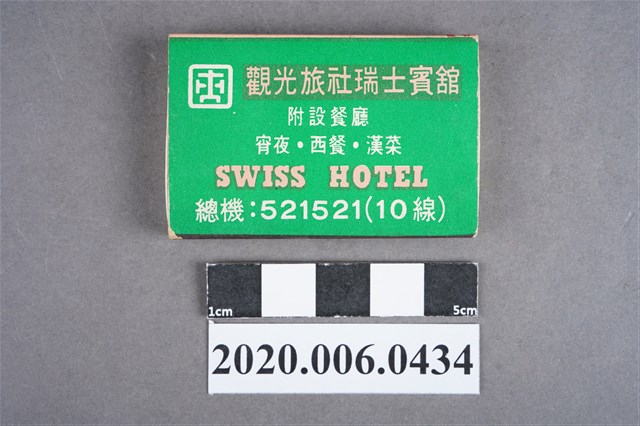 觀光旅社瑞士賓舘
附設餐廳
宵夜・西餐・漢菜
SWISS HOTEL
總機:521521(10線)
1cm 5cm
2020.006.0434